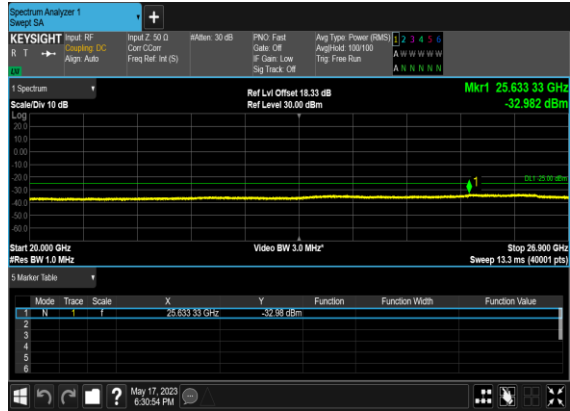 Spectrum Analyzer 1
Swept SA
KEYSIGHT Input: RF Input Z: 50 Ω #Atten: 30 dB PNO: Fast Avg Type: Power (RMS) 1 2 3 4 5 6
R T Coupling: DC Corr CCorr Gate: Off Avg|Hold: 100/100 A W W W W W
Align: Auto Freq Ref: Int (S) IF Gain: Low Trig: Free Run
Sig Track: Off A N N N N N
1 Spectrum Ref Lvl Offset 18.33 dB Mkr1 25.633 33 GHz
Scale/Div 10 dB Ref Level 30.00 dBm -32.982 dBm
Log
20.0
10.0
0.00
-10.0
-20.0 1 DL1 -25.00 dBm
-30.0
-40.0
-50.0
-60.0
Start 20.000 GHz Video BW 3.0 MHz* Stop 26.900 GHz
#Res BW 1.0 MHz Sweep 13.3 ms (40001 pts)
5 Marker Table
Mode Trace Scale X Y Function Function Width Function Value
1 N 1 f 25.633 33 GHz -32.98 dBm
2
3
4
5
6
? May 17, 2023
6:30:54 PM